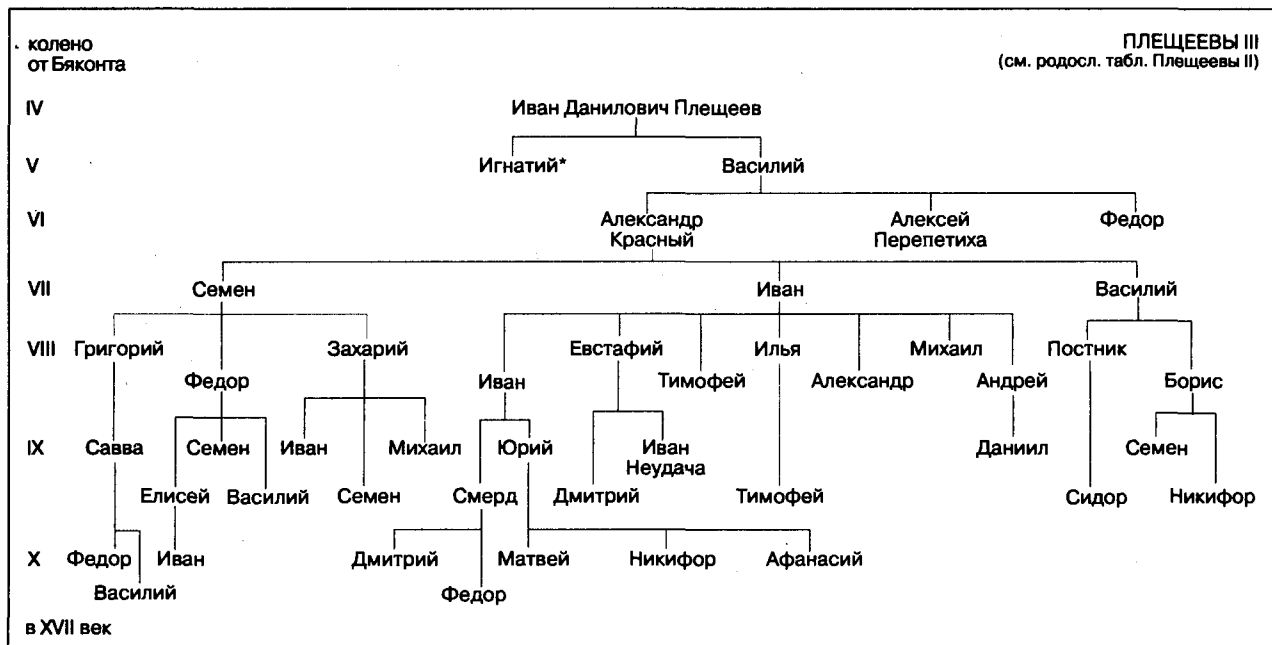 колено
от Бяконта
ПЛЕЩЕЕВЫ III
(см. родосл. табл. Плещеевы II)
IV Иван Данилович Плещеев
V Игнатий* Василий
VI Александр Красный Алексей Перепетиха Федор
VII Семен Иван Василий
VIII Григорий Захарий Евстафий Илья Михаил Постник
Федор Иван Тимофей Александр Андрей Борис
IX Савва Семен Иван Михаил Юрий Иван Неудача Даниил Семен
Елисей Василий Семен Смерд Дмитрий Тимофей Сидор Никифор
X Федор Иван Дмитрий Матвей Никифор Афанасий
Василий Федор
в XVII век